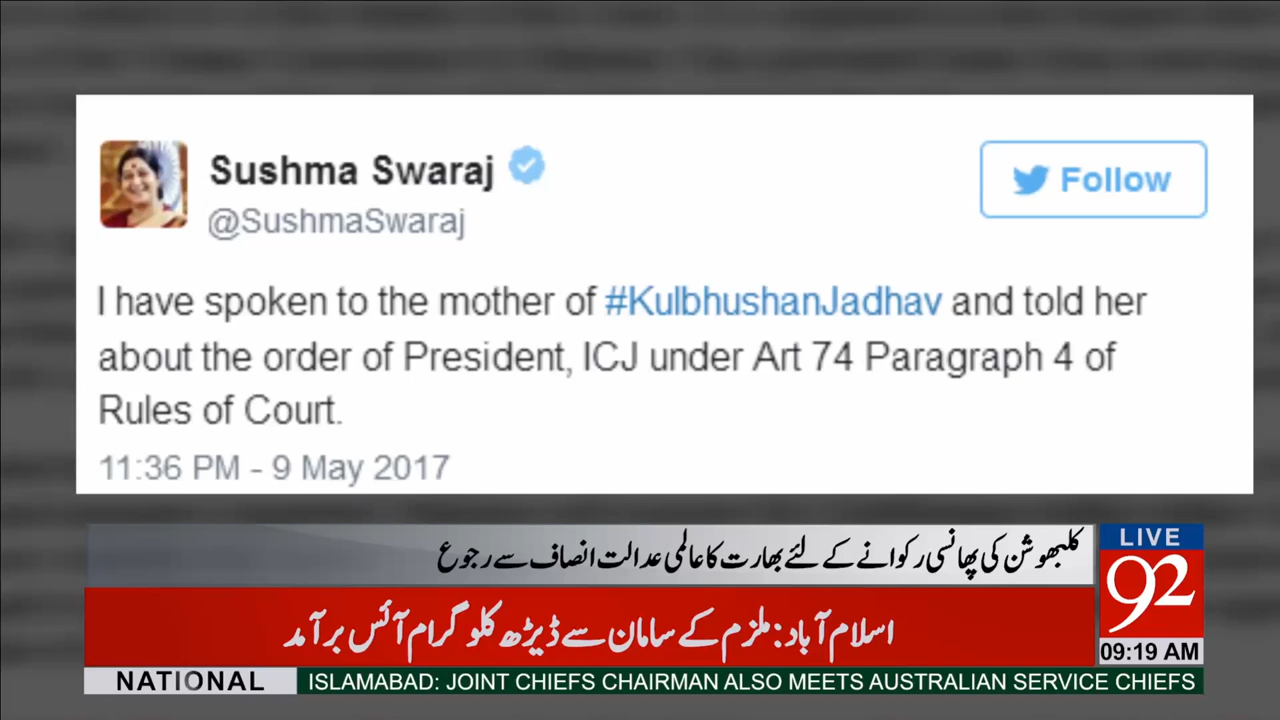 Sushma Swaraj
@SushmaSwaraj
Follow
I have spoken to the mother of #KulbhushanJadhav and told her
about the order of President, ICJ under Art 74 Paragraph 4 of
Rules of Court.
11:36 PM - 9 May 2017
کلبھوشن کی پھانسی رکوانے کے لئے بھارت کا عالمی عدالت انصاف سے رجوع
LIVE
92
اسلام آباد: ملزم کے سامان سے ڈیڑھ کلو گرام آئس برآمد
09:19 AM
NATIONAL
ISLAMABAD: JOINT CHIEFS CHAIRMAN ALSO MEETS AUSTRALIAN SERVICE CHIEFS